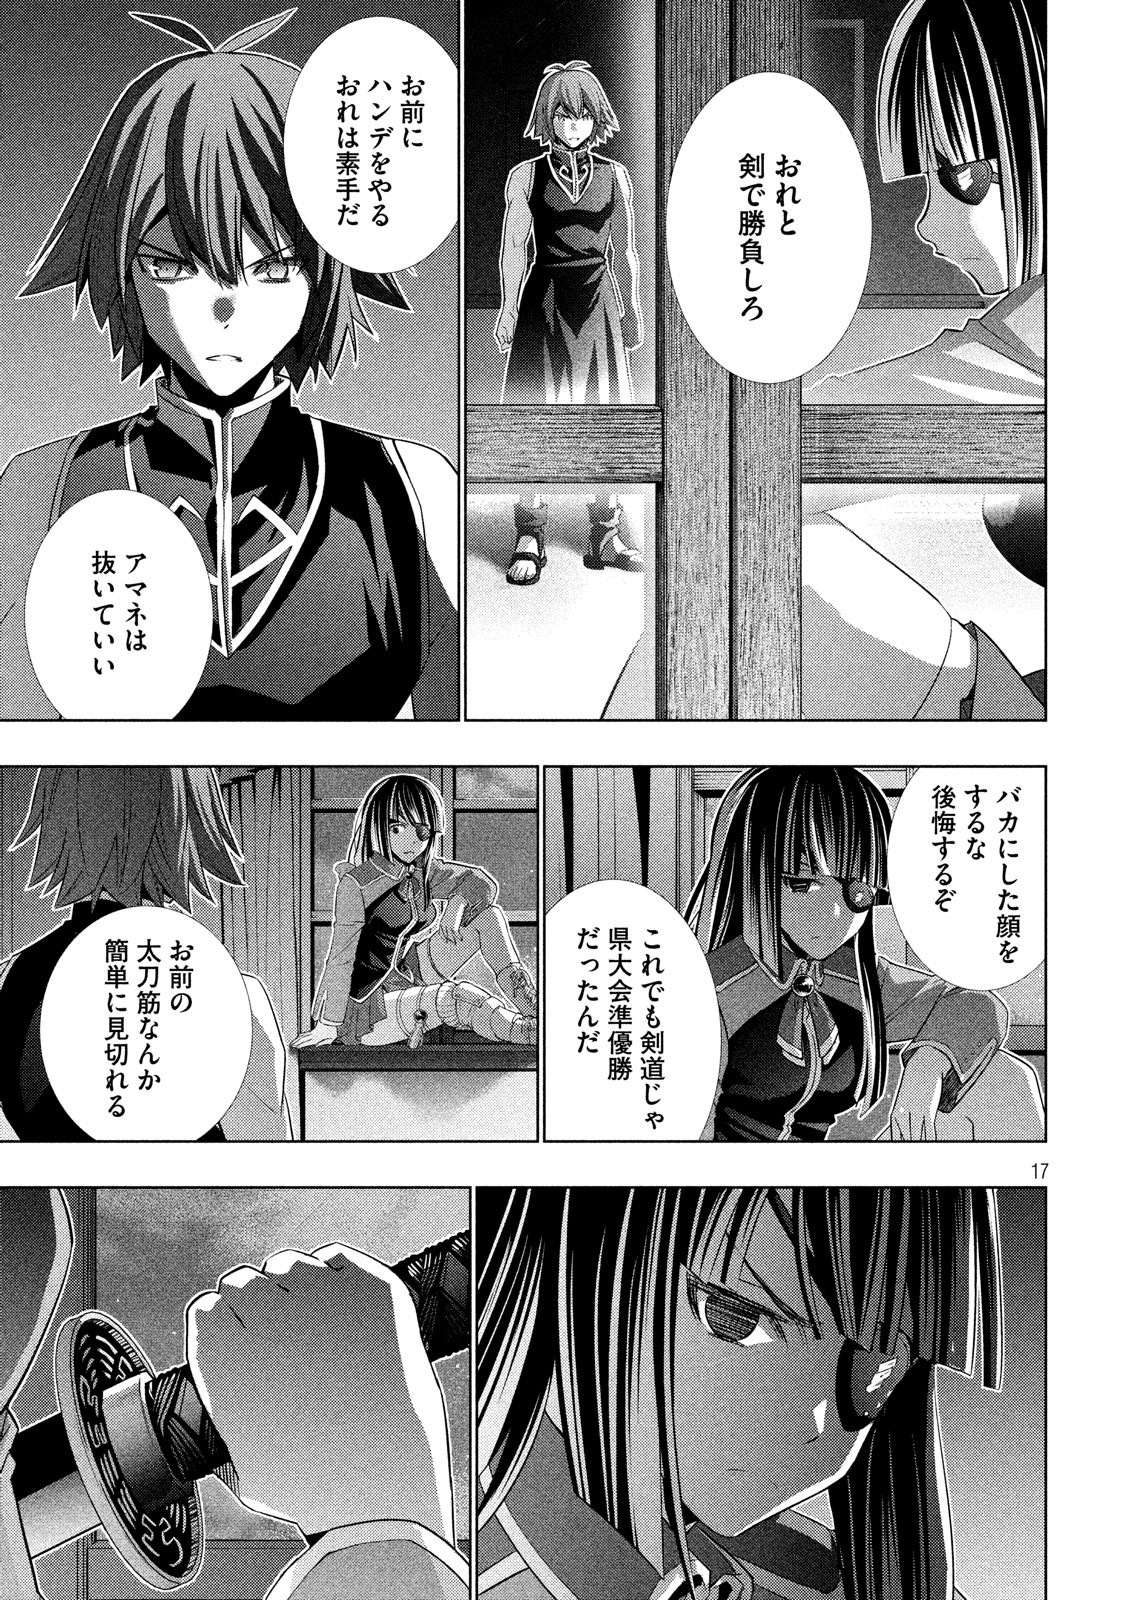 おれと
剣で勝負しろ
お前に
ハンデをやる
おれは素手だ
アマネは
抜いていい
バカにした顔を
するな
後悔するぞ
これでも剣道じゃ
県大会準優勝
だったんだ
お前の
太刀筋なんか
簡単に見切れる
17